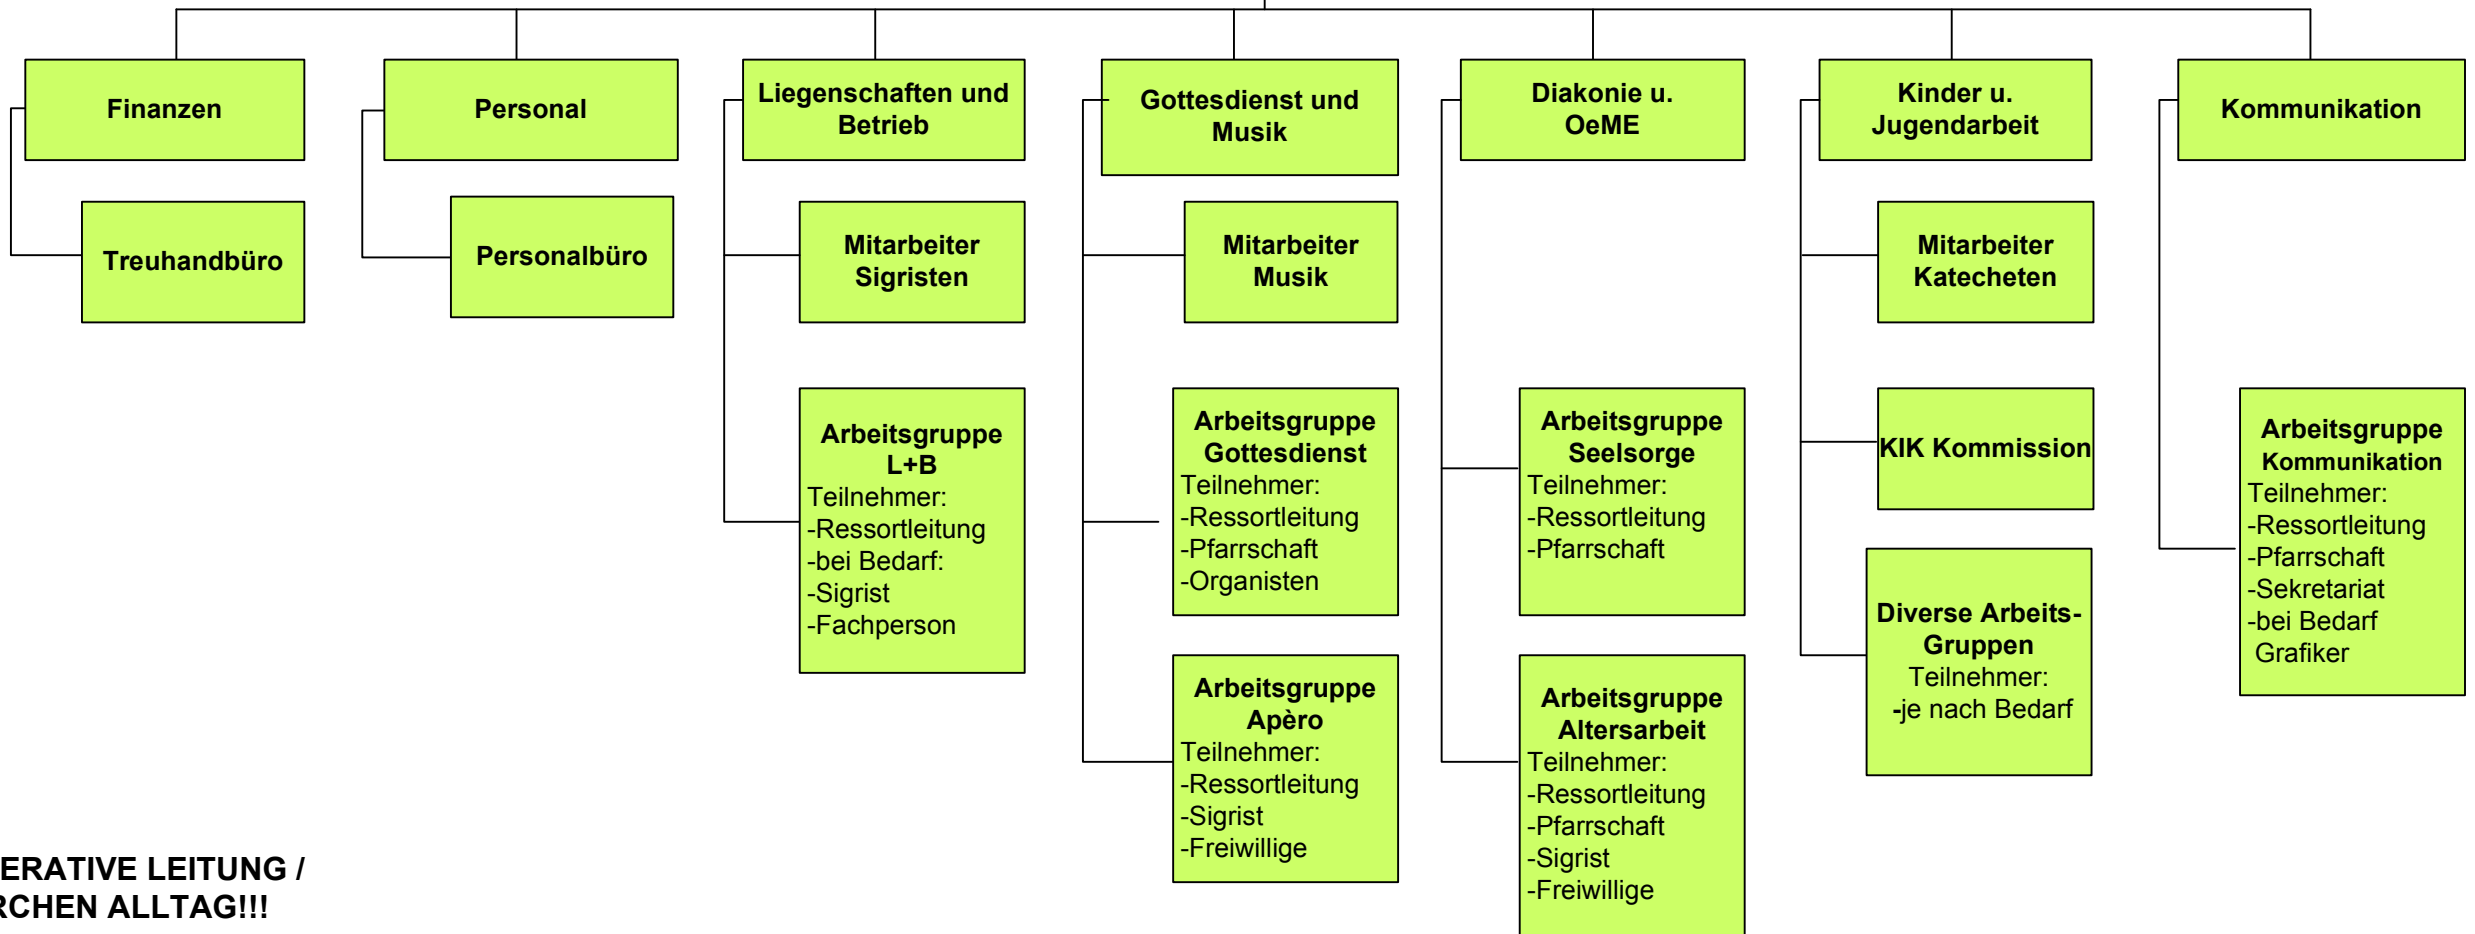 Finanzen
Personal
Liegenschaften und
Betrieb
Gottesdienst und
Musik
Diakonie u.
OeME
Kinder u.
Jugendarbeit
Kommunikation
Treuhandbüro
Personalbüro
Mitarbeiter
Sigristen
Mitarbeiter
Musik
Mitarbeiter
Katecheten
Arbeitsgruppe
L+B
Teilnehmer:
-Ressortleitung
-bei Bedarf:
-Sigrist
-Fachperson
Arbeitsgruppe
Gottesdienst
Teilnehmer:
-Ressortleitung
-Pfarrschaft
-Organisten
Arbeitsgruppe
Seelsorge
Teilnehmer:
-Ressortleitung
-Pfarrschaft
KIK Kommission
Arbeitsgruppe
Kommunikation
Teilnehmer:
-Ressortleitung
-Pfarrschaft
-Sekretariat
-bei Bedarf
Grafiker
Diverse Arbeits-
Gruppen
Teilnehmer:
-je nach Bedarf
Arbeitsgruppe
Apèro
Teilnehmer:
-Ressortleitung
-Sigrist
-Freiwillige
Arbeitsgruppe
Altersarbeit
Teilnehmer:
-Ressortleitung
-Pfarrschaft
-Sigrist
-Freiwillige
ERATIVE LEITUNG /
RCHEN ALLTAG!!!